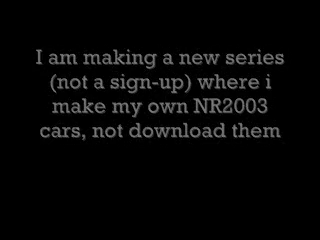 I am making a new series
(not a sign-up) where i
make my own NR2003
cars, not download them